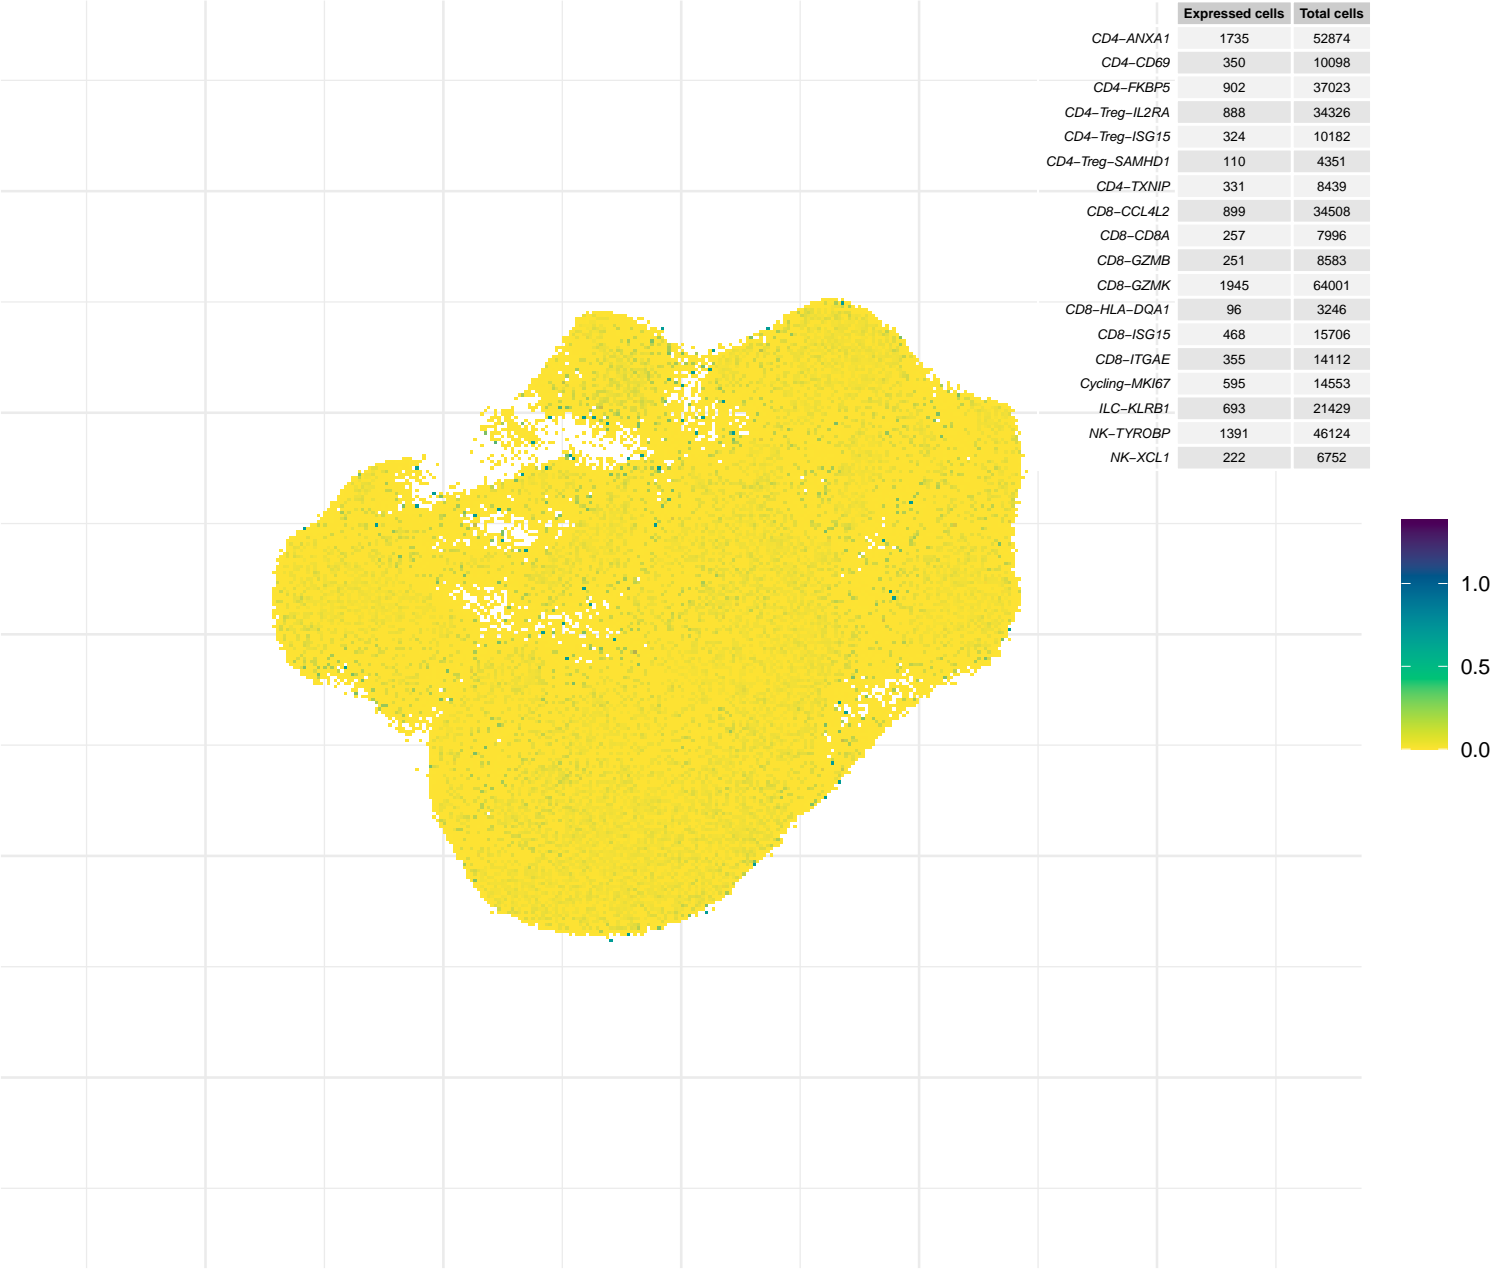 Expressed cells Total cells
CD4−ANXA1 1735 52874
CD4−CD69 350 10098
CD4−FKBP5 902 37023
CD4−Treg−IL2RA 888 34326
CD4−Treg−ISG15 324 10182
CD4−Treg−SAMHD1 110 4351
CD4−TXNIP 331 8439
CD8−CCL4L2 899 34508
CD8−CD8A 257 7996
CD8−GZMB 251 8583
CD8−GZMK 1945 64001
CD8−HLA−DQA1 96 3246
CD8−ISG15 468 15706
CD8−ITGAE 355 14112
Cycling−MKI67 595 14553
ILC−KLRB1 693 21429
NK−TYROBP 1391 46124
NK−XCL1 222 6752
1.0
0.5
0.0